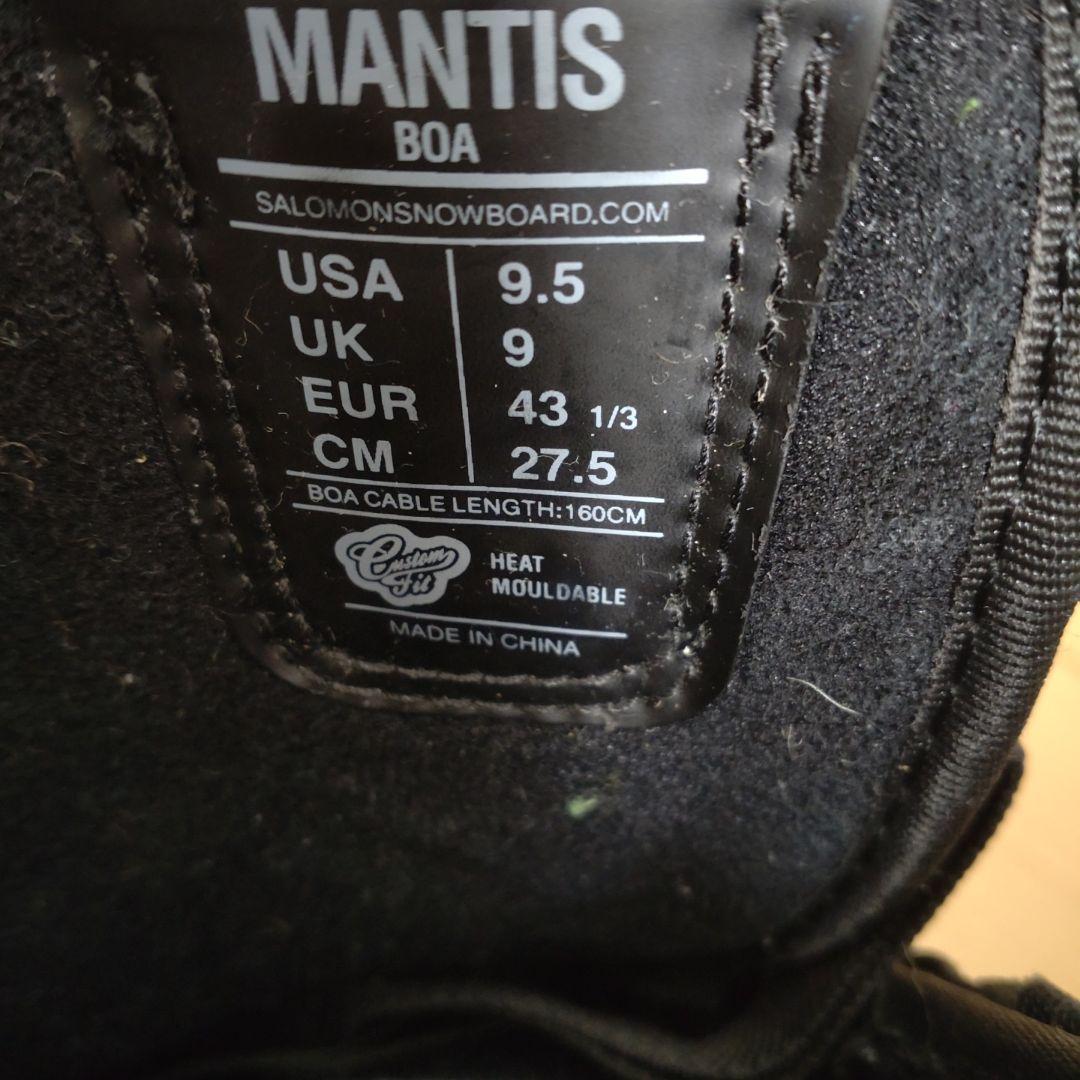 MANTIS
BOA
SALOMONSNOWBOARD.COM
USA 9.5
UK 9
EUR 43 1/3
CM 27.5
BOA CABLE LENGTH:160CM
Custom Fit
HEAT MOULDABLE
MADE IN CHINA